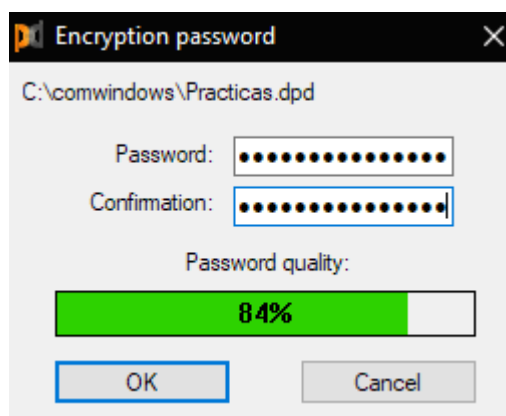 Encryption password
C:\comwindows\Practicas.dpd
Password: ●●●●●●●●●●●●●●●
Confirmation: ●●●●●●●●●●●●●●●
Password quality:
84%
OK Cancel